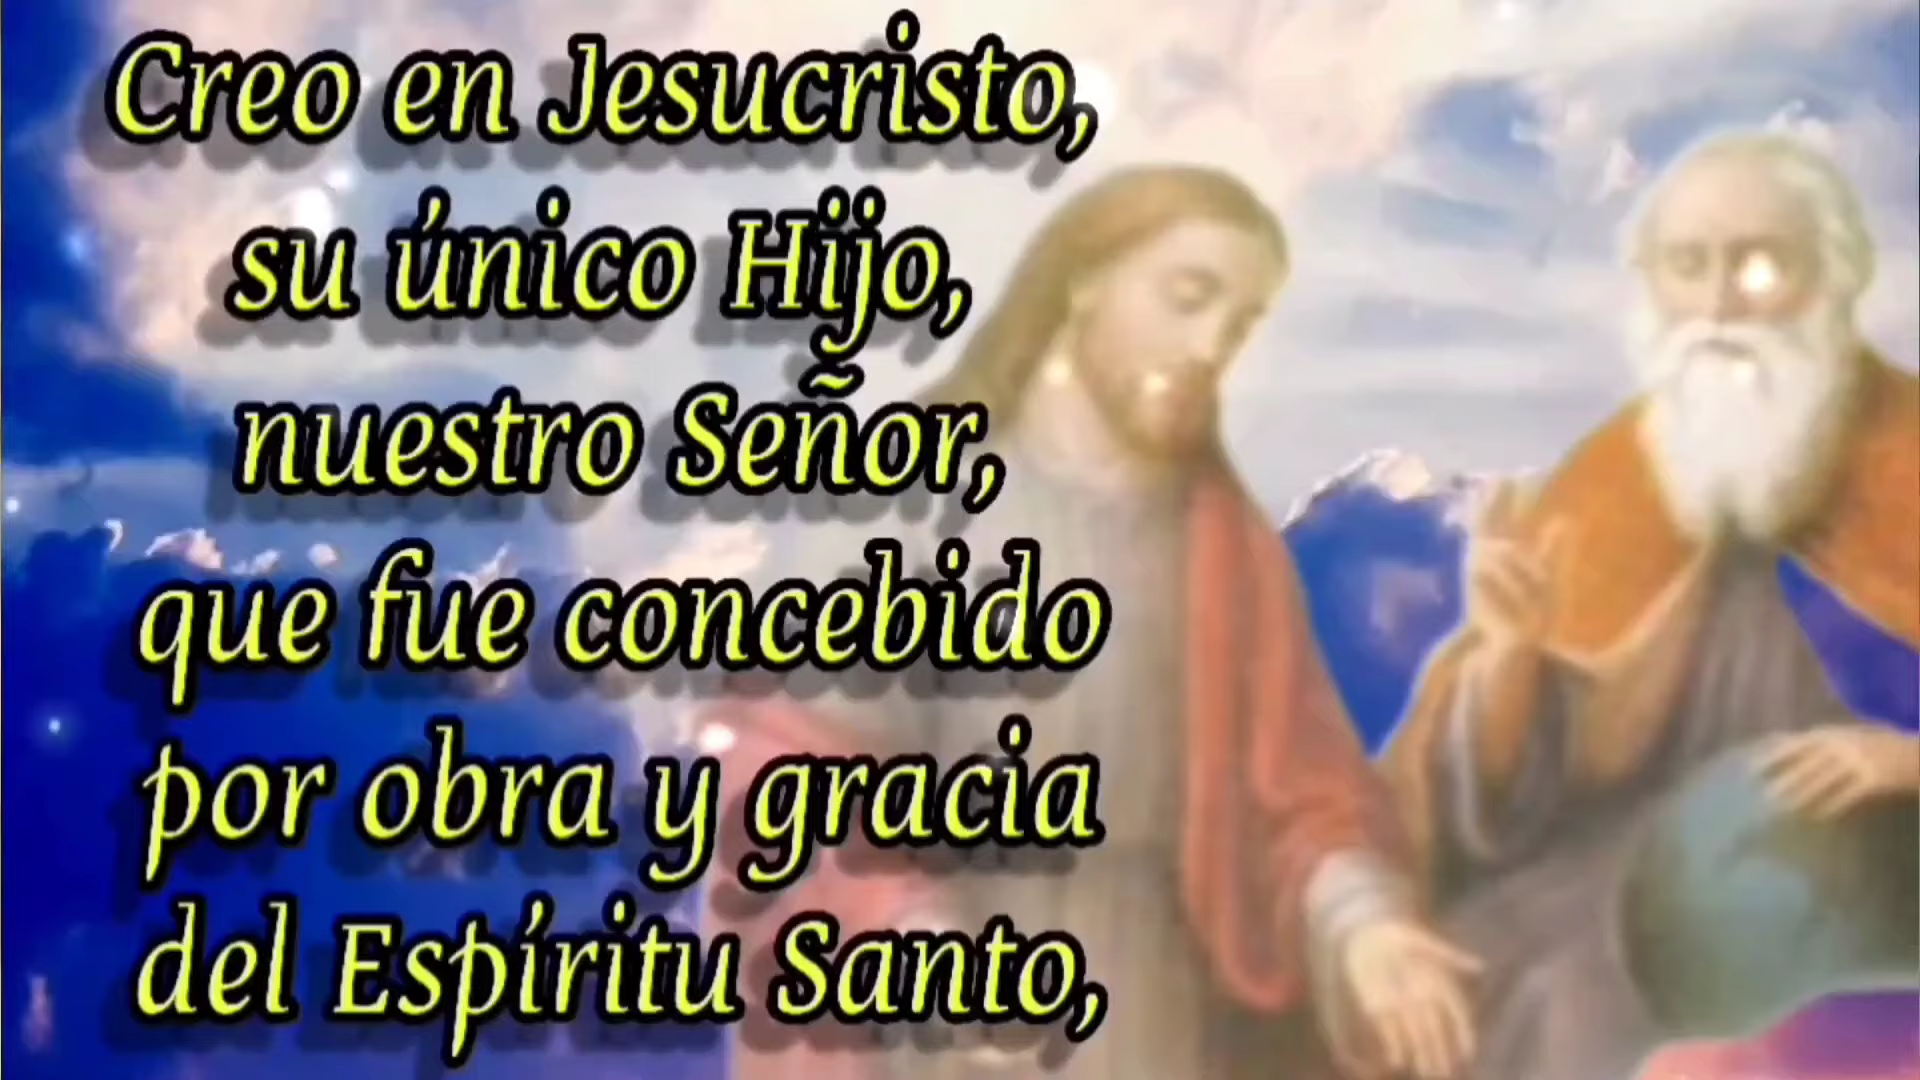 Creo en Jesucristo,
su único Hijo,
nuestro Señor,
que fue concebido
por obra y gracia
del Espíritu Santo,